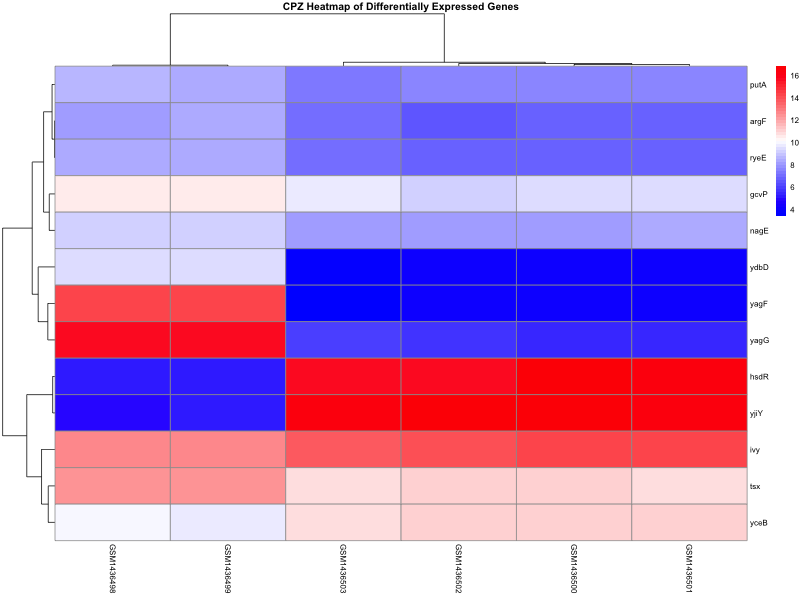 CPZ Heatmap of Differentially Expressed Genes
putA
argF
ryeE
gcvP
nagE
ydbD
yagF
yagG
hsdR
yjiY
ivy
tsx
yceB
16
14
12
10
8
6
4
GSM1436498
GSM1436499
GSM1436503
GSM1436502
GSM1436500
GSM1436501